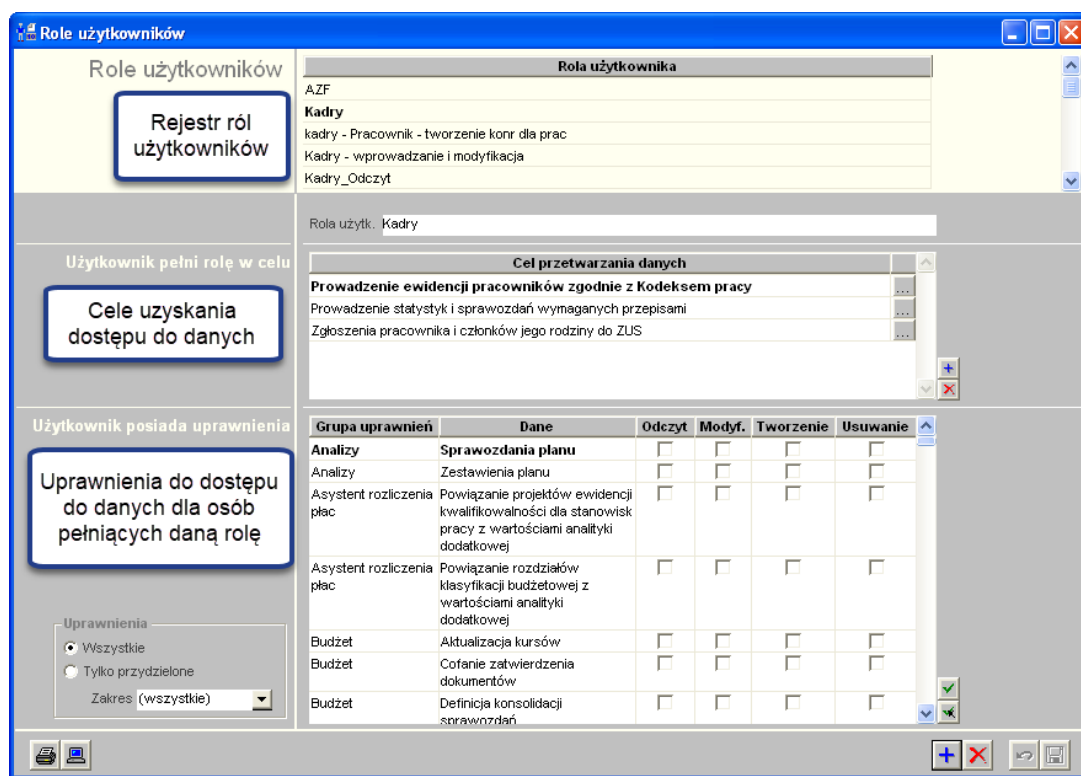 Role użytkowników
Role użytkowników
Rejestr ról
użytkowników
Rola użytkownika
AZF
Kadry
kadry - Pracownik - tworzenie konr dla prac
Kadry - wprowadzanie i modyfikacja
Kadry_Odczyt
Rola użytk. Kadry
Użytkownik pełni rolę w celu
Cele uzyskania
dostępu do danych
Cel przetwarzania danych
Prowadzenie ewidencji pracowników zgodnie z Kodeksem pracy ...
Prowadzenie statystyk i sprawozdań wymaganych przepisami ...
Zgłoszenia pracownika i członków jego rodziny do ZUS ...
Użytkownik posiada uprawnienia
Uprawnienia do dostępu
do danych dla osób
pełniących daną rolę
Grupa uprawnień Dane Odczyt Modyf. Tworzenie Usuwanie
Analizy Sprawozdania planu
Analizy Zestawienia planu
Asystent rozliczenia Powiązanie projektów ewidencji
płac kwalifikowalności dla stanowisk
pracy z wartościami analityki
dodatkowej
Asystent rozliczenia Powiązanie rozdziałów
płac klasyfikacji budżetowej z
wartościami analityki
dodatkowej
Budżet Aktualizacja kursów
Budżet Cofanie zatwierdzenia
dokumentów
Budżet Definicja konsolidacji
sprawozdań
Uprawnienia
Wszystkie
Tylko przydzielone
Zakres (wszystkie)